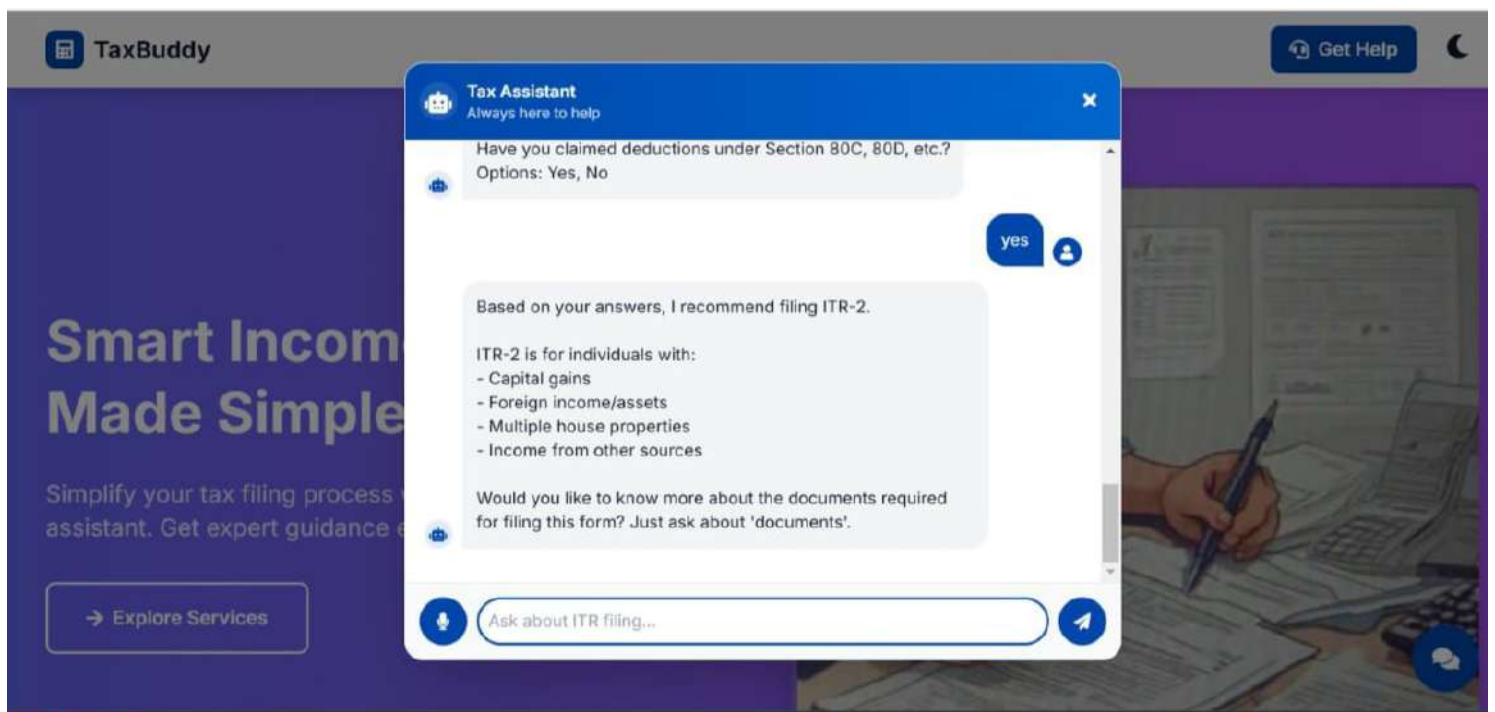 TaxBuddy
Get Help
Tax Assistant
Always here to help
Have you claimed deductions under Section 80C, 80D, etc.?
Options: Yes, No
yes
Based on your answers, I recommend filing ITR-2.
ITR-2 is for individuals with:
- Capital gains
- Foreign income/assets
- Multiple house properties
- Income from other sources
Would you like to know more about the documents required
for filing this form? Just ask about 'documents'.
Ask about ITR filing...
Smart Incom
Made Simple
Simplify your tax filing process
assistant. Get expert guidance
→ Explore Services